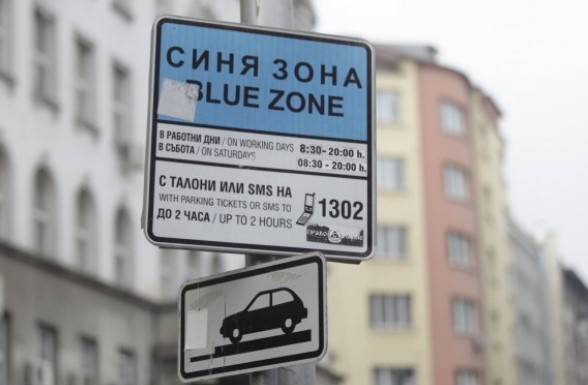 СИНЯ ЗОНА
BLUE ZONE
В РАБОТНИ ДНИ / ON WORKING DAYS 8:30-20:00 h.
В СЪБОТА / ON SATURDAYS 08:30 - 20:00 h.
С ТАЛОНИ ИЛИ SMS НА
WITH PARKING TICKETS OR SMS TO 1302
ДО 2 ЧАСА / UP TO 2 HOURS